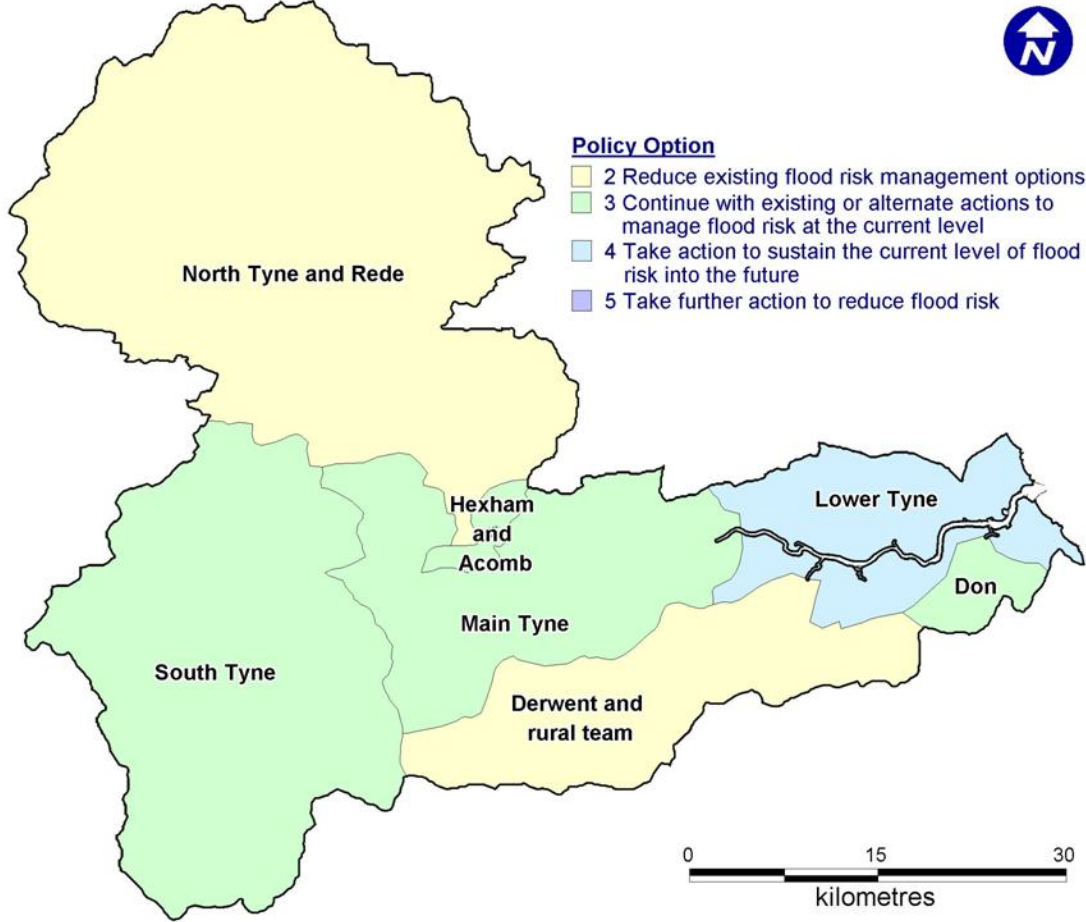 N
Policy Option
2 Reduce existing flood risk management options
3 Continue with existing or alternate actions to
manage flood risk at the current level
4 Take action to sustain the current level of flood
risk into the future
5 Take further action to reduce flood risk
North Tyne and Rede
Hexham
and
Acomb
Lower Tyne
Don
Main Tyne
South Tyne
Derwent and
rural team
0 15 30
kilometres